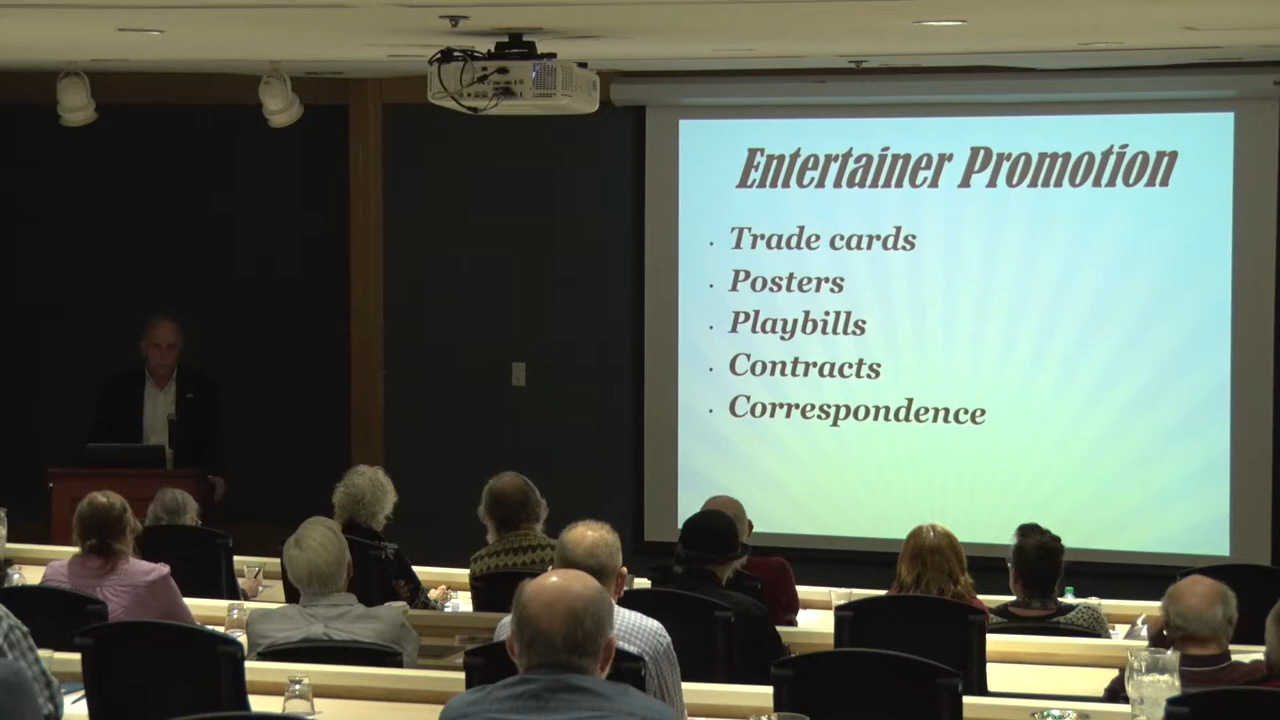 Entertainer Promotion
· Trade cards
· Posters
· Playbills
· Contracts
· Correspondence